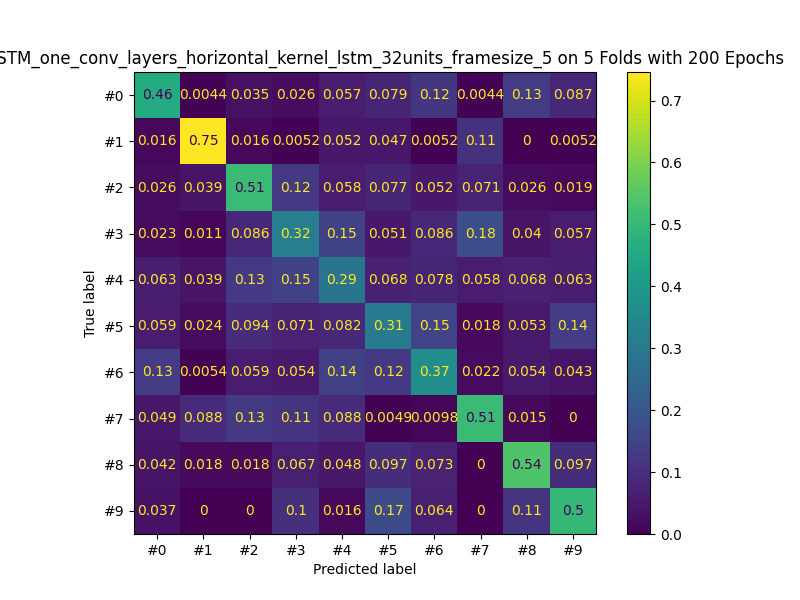 STM_one_conv_layers_horizontal_kernel_lstm_32units_framesize_5 on 5 Folds with 200 Epochs
#0 0.46 0.0044 0.035 0.026 0.057 0.079 0.12 0.0044 0.13 0.087
#1 0.016 0.75 0.016 0.0052 0.052 0.047 0.0052 0.11 0 0.0052
#2 0.026 0.039 0.51 0.12 0.058 0.077 0.052 0.071 0.026 0.019
#3 0.023 0.011 0.086 0.32 0.15 0.051 0.086 0.18 0.04 0.057
#4 0.063 0.039 0.13 0.15 0.29 0.068 0.078 0.058 0.068 0.063
#5 0.059 0.024 0.094 0.071 0.082 0.31 0.15 0.018 0.053 0.14
#6 0.13 0.0054 0.059 0.054 0.14 0.12 0.37 0.022 0.054 0.043
#7 0.049 0.088 0.13 0.11 0.088 0.0049 0.0098 0.51 0.015 0
#8 0.042 0.018 0.018 0.067 0.048 0.097 0.073 0 0.54 0.097
#9 0.037 0 0 0.1 0.016 0.17 0.064 0 0.11 0.5
#0 #1 #2 #3 #4 #5 #6 #7 #8 #9
Predicted label
True label
0.7
0.6
0.5
0.4
0.3
0.2
0.1
0.0